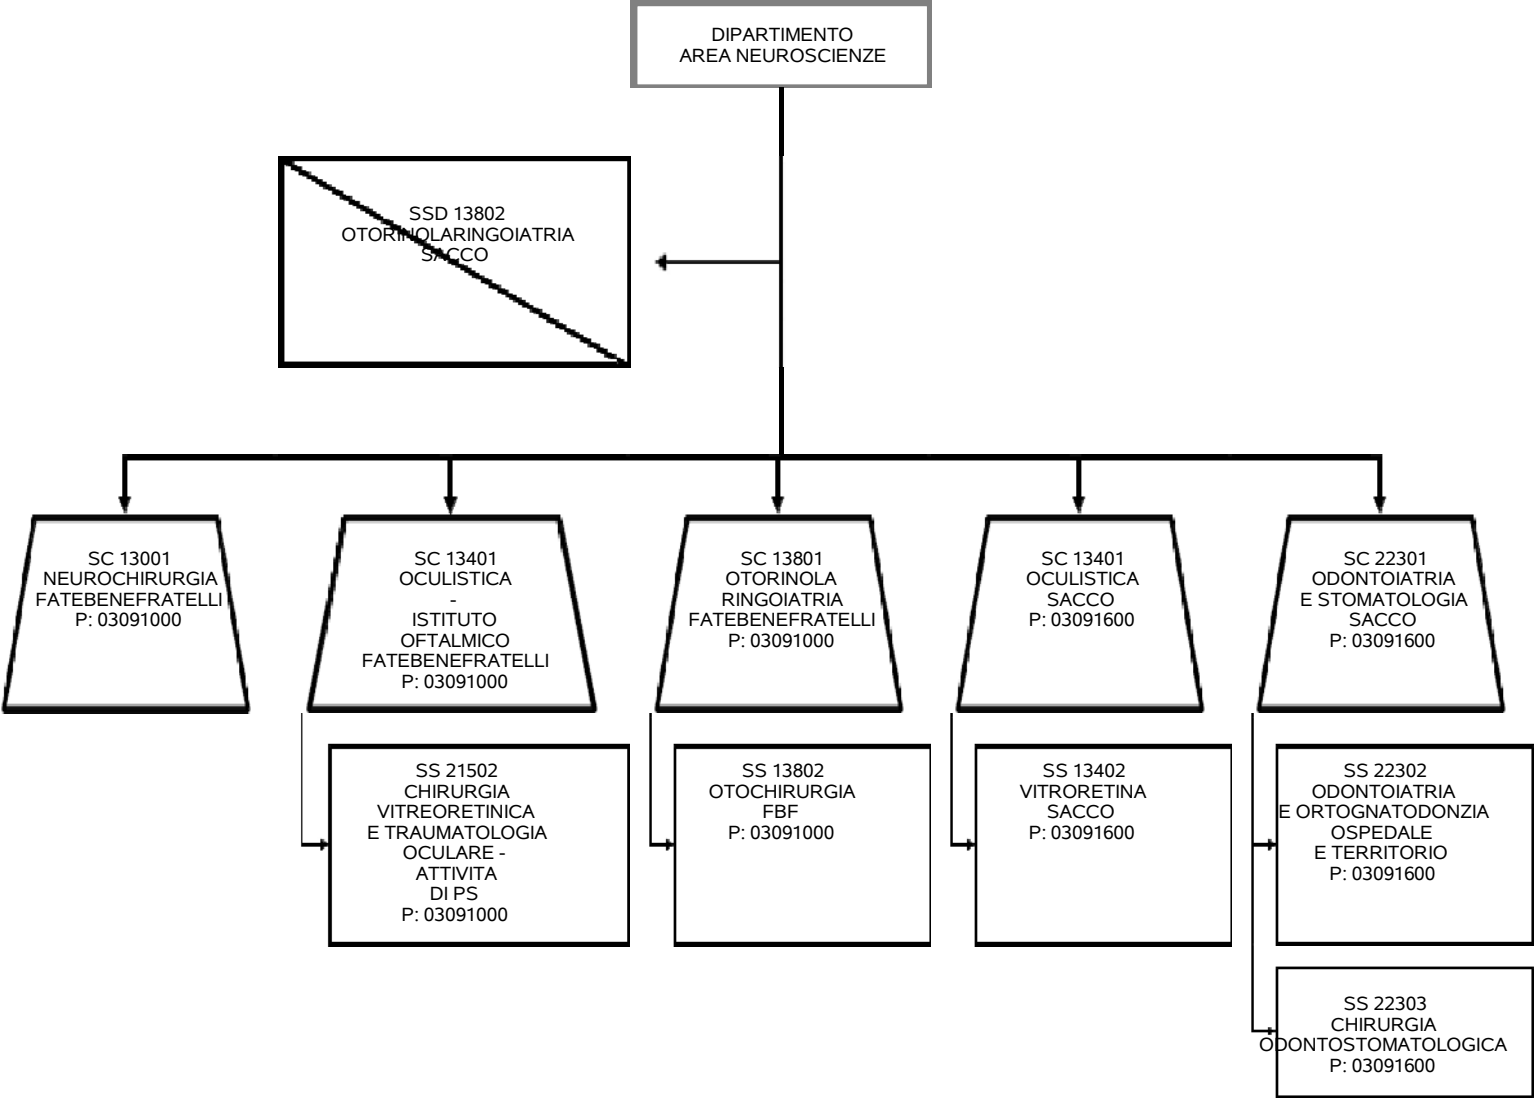 DIPARTIMENTO
AREA NEUROSCIENZE
SSD 13802
OTORINOLARINGOIATRIA
SACCO
SC 13001
NEUROCHIRURGIA
FATEBENEFRATELLI
P: 03091000
SC 13401
OCULISTICA
-
ISTITUTO
OFTALMICO
FATEBENEFRATELLI
P: 03091000
SC 13801
OTORINOLA
RINGOIATRIA
FATEBENEFRATELLI
P: 03091000
SC 13401
OCULISTICA
SACCO
P: 03091600
SC 22301
ODONTOIATRIA
E STOMATOLOGIA
SACCO
P: 03091600
SS 21502
CHIRURGIA
VITREORETINICA
E TRAUMATOLOGIA
OCULARE -
ATTIVITA
DI PS
P: 03091000
SS 13802
OTOCHIRURGIA
FBF
P: 03091000
SS 13402
VITRORETINA
SACCO
P: 03091600
SS 22302
ODONTOIATRIA
E ORTOGNATODONZIA
OSPEDALE
E TERRITORIO
P: 03091600
SS 22303
CHIRURGIA
ODONTOSTOMATOLOGICA
P: 03091600